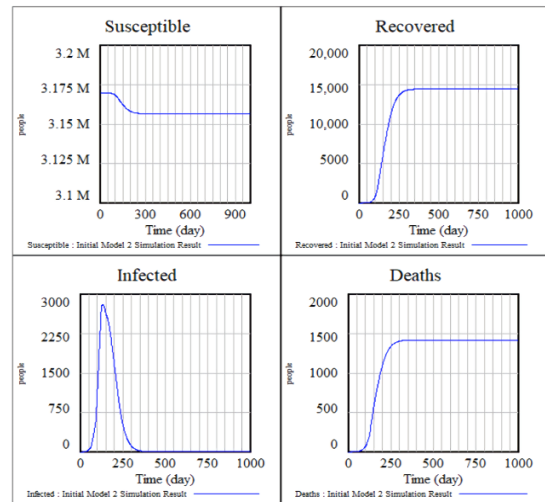 Susceptible
3.2 M
3.175 M
3.15 M
3.125 M
3.1 M
people
0 300 600 900
Time (day)
Susceptible : Initial Model 2 Simulation Result
Recovered
20,000
15,000
10,000
5000
0
people
0 250 500 750 1000
Time (day)
Recovered : Initial Model 2 Simulation Result
Infected
3000
2250
1500
750
0
people
0 250 500 750 1000
Time (day)
Infected : Initial Model 2 Simulation Result
Deaths
2000
1500
1000
500
0
people
0 250 500 750 1000
Time (day)
Deaths : Initial Model 2 Simulation Result